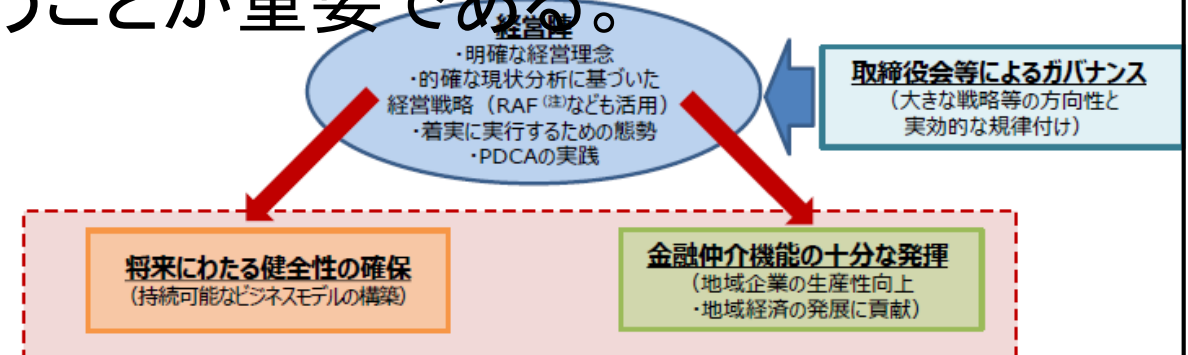 うことが重要である。
経営陣
・明確な経営理念
・的確な現状分析に基づいた
経営戦略（RAF（注）なども活用）
・着実に実行するための態勢
・PDCAの実践
取締役会等によるガバナンス
（大きな戦略等の方向性と
実効的な規律付け）
将来にわたる健全性の確保
（持続可能なビジネスモデルの構築）
金融仲介機能の十分な発揮
（地域企業の生産性向上
・地域経済の発展に貢献）